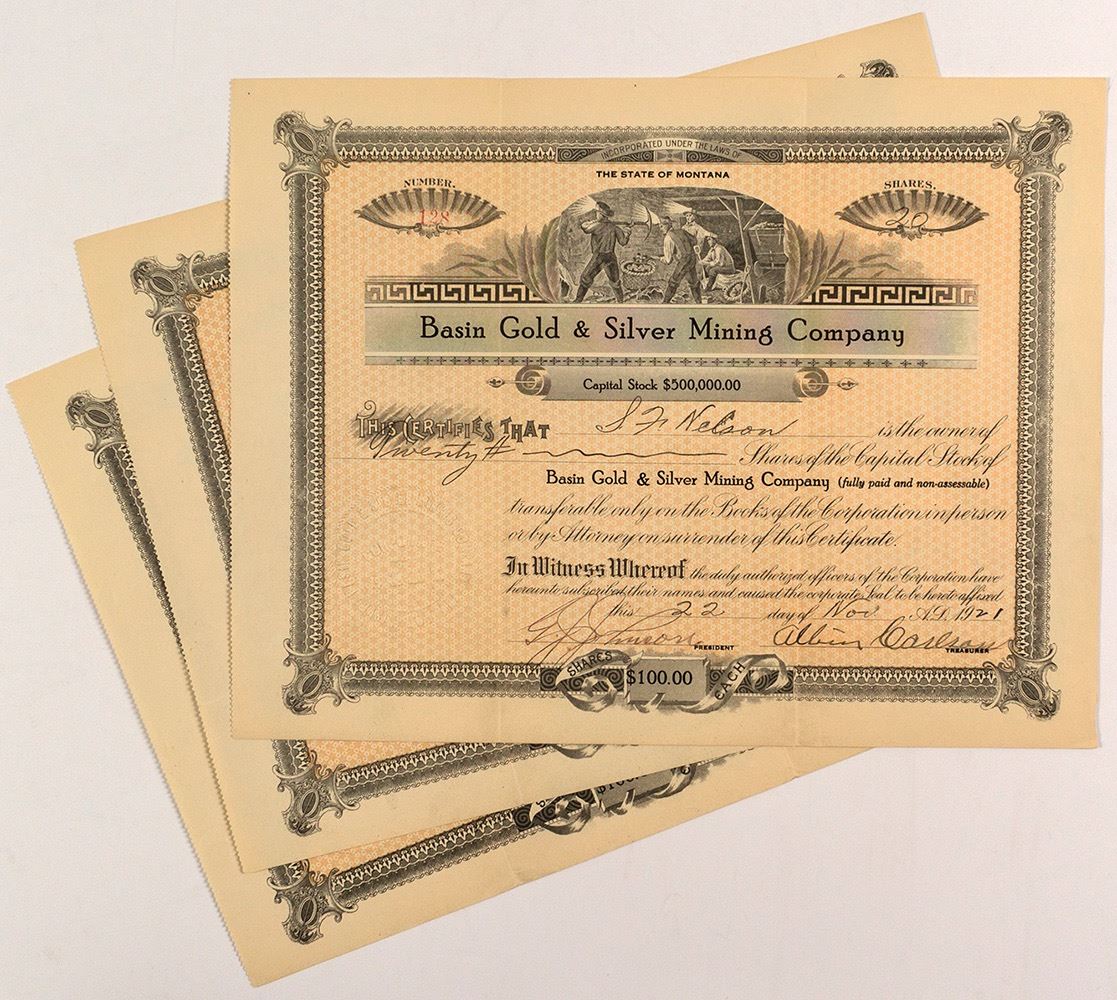 INCORPORATED UNDER THE LAWS OF
THE STATE OF MONTANA
NUMBER. SHARES.
128 20
Basin Gold & Silver Mining Company
Capital Stock $500,000.00
THIS CERTIFIES THAT S F Nelson is the owner of
Twenty Shares of the Capital Stock of
Basin Gold & Silver Mining Company (fully paid and non-assessable)
transferable only on the Books of the Corporation in person
or by Attorney on surrender of this Certificate.
In Witness Whereof the duly authorized officers of the Corporation have
hereunto subscribed their names and caused the corporate Seal to be hereto affixed
this 22 day of Nov A.D. 1921
Johnson PRESIDENT Albin Carlson TREASURER
SHARES $100.00 EACH